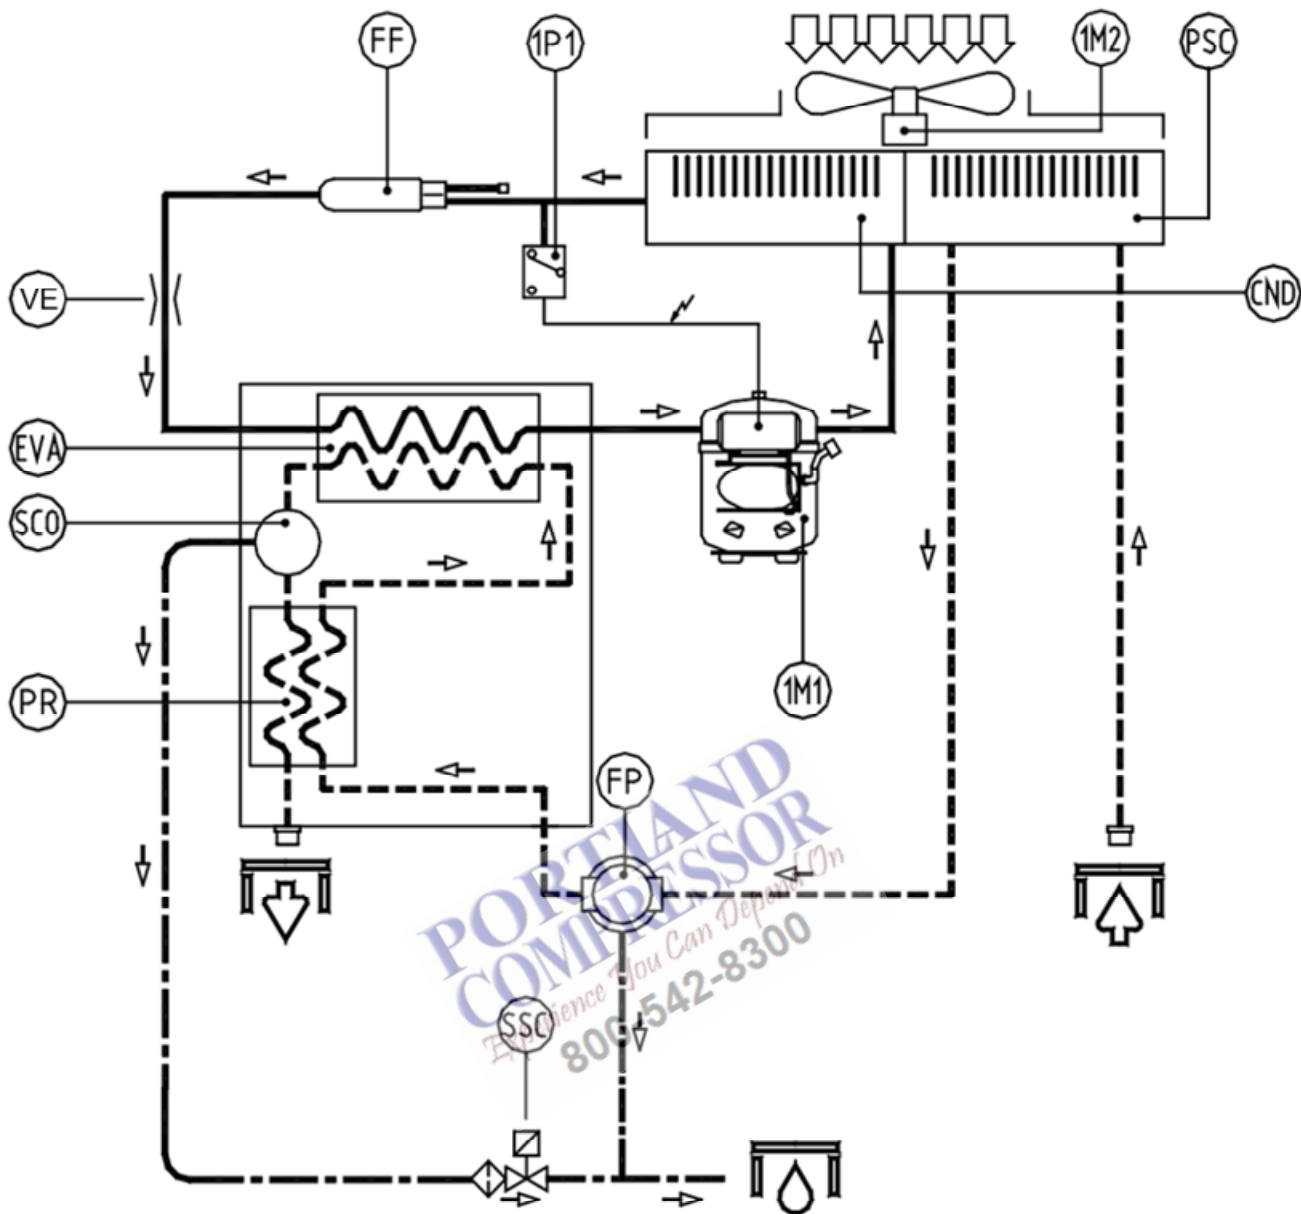 FF
1P1
1M2
PSC
VE
CND
EVA
SCO
PR
1M1
FP
PORTLAND
COMPRESSOR
Experience You Can Depend On
800-542-8300
SSC